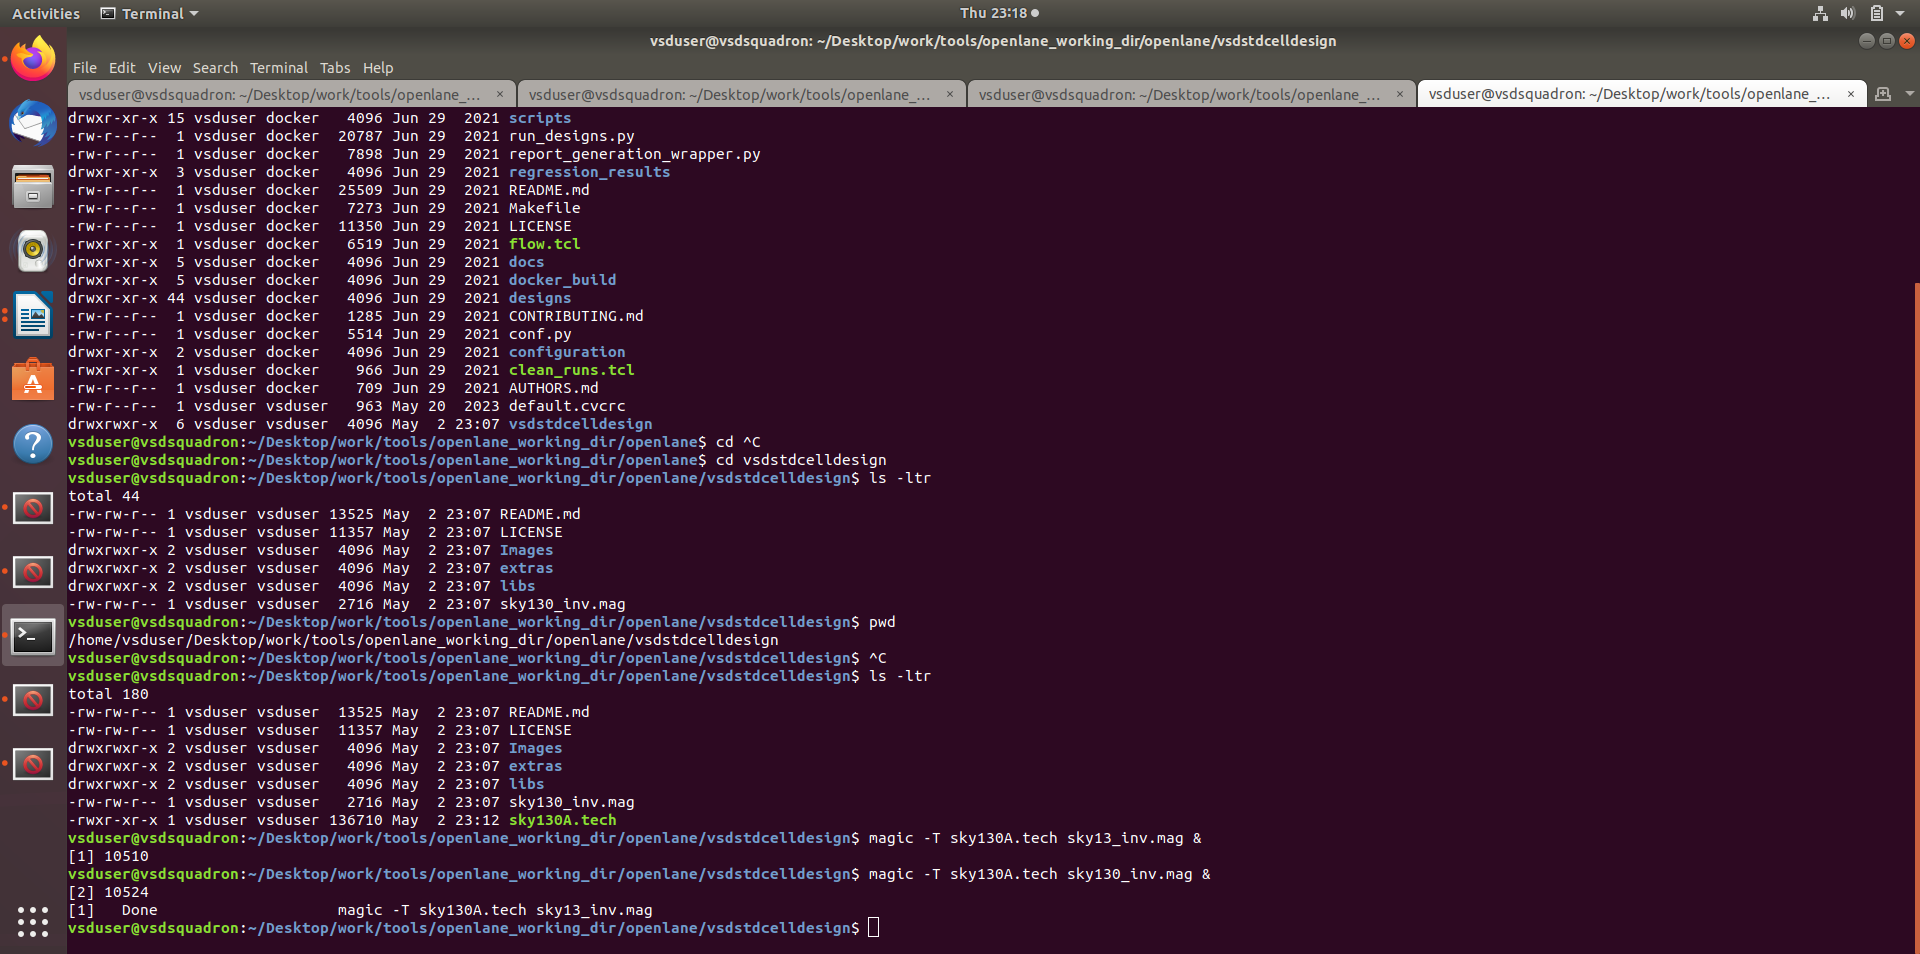 Activities Terminal Thu 23:18
vsduser@vsdsquadron: ~/Desktop/work/tools/openlane_working_dir/openlane/vsdstdcelldesign
File Edit View Search Terminal Tabs Help
vsduser@vsdsquadron: ~/Desktop/work/tools/openlane_... × vsduser@vsdsquadron: ~/Desktop/work/tools/openlane_... × vsduser@vsdsquadron: ~/Desktop/work/tools/openlane_... × vsduser@vsdsquadron: ~/Desktop/work/tools/openlane_... ×
drwxr-xr-x 15 vsduser docker   4096 Jun 29  2021 scripts
-rw-r--r--  1 vsduser docker  20787 Jun 29  2021 run_designs.py
-rw-r--r--  1 vsduser docker   7898 Jun 29  2021 report_generation_wrapper.py
drwxr-xr-x  3 vsduser docker   4096 Jun 29  2021 regression_results
-rw-r--r--  1 vsduser docker  25509 Jun 29  2021 README.md
-rw-r--r--  1 vsduser docker   7273 Jun 29  2021 Makefile
-rw-r--r--  1 vsduser docker  11350 Jun 29  2021 LICENSE
-rwxr-xr-x  1 vsduser docker   6519 Jun 29  2021 flow.tcl
drwxr-xr-x  5 vsduser docker   4096 Jun 29  2021 docs
drwxr-xr-x  5 vsduser docker   4096 Jun 29  2021 docker_build
drwxr-xr-x 44 vsduser docker   4096 Jun 29  2021 designs
-rw-r--r--  1 vsduser docker   1285 Jun 29  2021 CONTRIBUTING.md
-rw-r--r--  1 vsduser docker   5514 Jun 29  2021 conf.py
drwxr-xr-x  2 vsduser docker   4096 Jun 29  2021 configuration
-rwxr-xr-x  1 vsduser docker    966 Jun 29  2021 clean_runs.tcl
-rw-r--r--  1 vsduser docker    709 Jun 29  2021 AUTHORS.md
-rw-r--r--  1 vsduser vsduser   963 May 20  2023 default.cvcrc
drwxrwxr-x  6 vsduser vsduser  4096 May  2 23:07 vsdstdcelldesign
vsduser@vsdsquadron:~/Desktop/work/tools/openlane_working_dir/openlane$ cd ^C
vsduser@vsdsquadron:~/Desktop/work/tools/openlane_working_dir/openlane$ cd vsdstdcelldesign
vsduser@vsdsquadron:~/Desktop/work/tools/openlane_working_dir/openlane/vsdstdcelldesign$ ls -ltr
total 44
-rw-rw-r-- 1 vsduser vsduser 13525 May  2 23:07 README.md
-rw-rw-r-- 1 vsduser vsduser 11357 May  2 23:07 LICENSE
drwxrwxr-x 2 vsduser vsduser  4096 May  2 23:07 Images
drwxrwxr-x 2 vsduser vsduser  4096 May  2 23:07 extras
drwxrwxr-x 2 vsduser vsduser  4096 May  2 23:07 libs
-rw-rw-r-- 1 vsduser vsduser  2716 May  2 23:07 sky130_inv.mag
vsduser@vsdsquadron:~/Desktop/work/tools/openlane_working_dir/openlane/vsdstdcelldesign$ pwd
/home/vsduser/Desktop/work/tools/openlane_working_dir/openlane/vsdstdcelldesign
vsduser@vsdsquadron:~/Desktop/work/tools/openlane_working_dir/openlane/vsdstdcelldesign$ ^C
vsduser@vsdsquadron:~/Desktop/work/tools/openlane_working_dir/openlane/vsdstdcelldesign$ ls -ltr
total 180
-rw-rw-r-- 1 vsduser vsduser  13525 May  2 23:07 README.md
-rw-rw-r-- 1 vsduser vsduser  11357 May  2 23:07 LICENSE
drwxrwxr-x 2 vsduser vsduser   4096 May  2 23:07 Images
drwxrwxr-x 2 vsduser vsduser   4096 May  2 23:07 extras
drwxrwxr-x 2 vsduser vsduser   4096 May  2 23:07 libs
-rw-rw-r-- 1 vsduser vsduser   2716 May  2 23:07 sky130_inv.mag
-rwxr-xr-x 1 vsduser vsduser 136710 May  2 23:12 sky130A.tech
vsduser@vsdsquadron:~/Desktop/work/tools/openlane_working_dir/openlane/vsdstdcelldesign$ magic -T sky130A.tech sky13_inv.mag &
[1] 10510
vsduser@vsdsquadron:~/Desktop/work/tools/openlane_working_dir/openlane/vsdstdcelldesign$ magic -T sky130A.tech sky130_inv.mag &
[2] 10524
[1]   Done                    magic -T sky130A.tech sky13_inv.mag
vsduser@vsdsquadron:~/Desktop/work/tools/openlane_working_dir/openlane/vsdstdcelldesign$